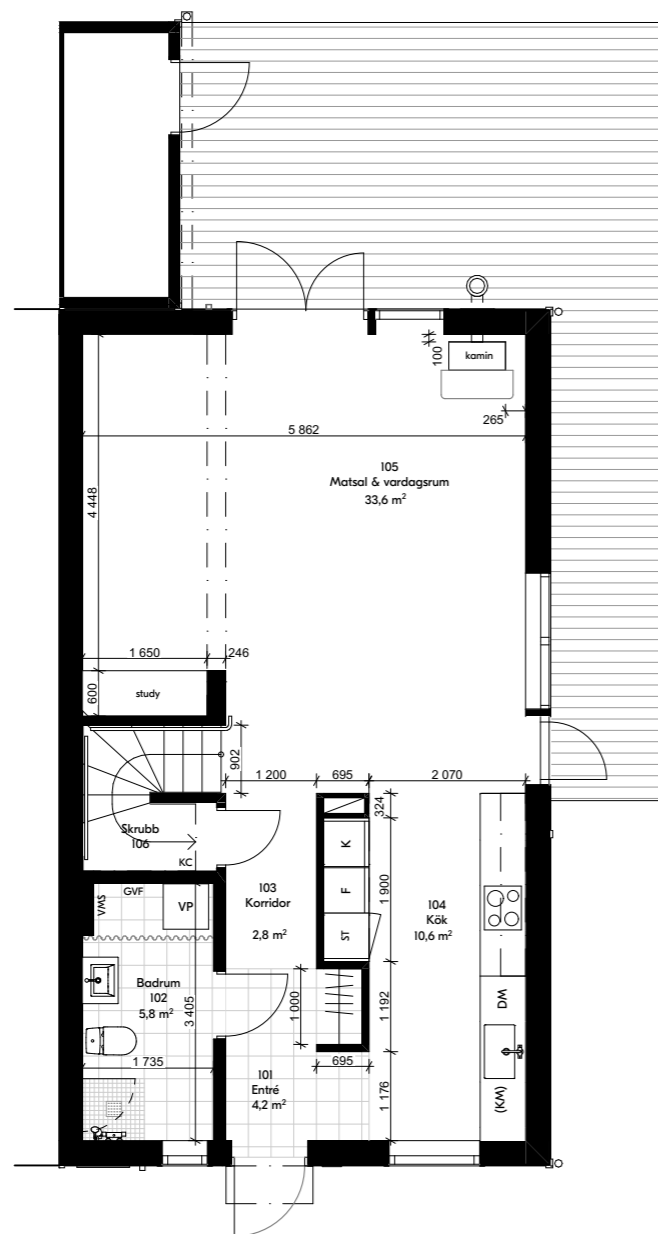 kamin
100
265
5 862
105
Matsal & vardagsrum
33,6 m²
4 448
1 650
246
600
study
902
1 200
695
2 070
324
Skrubb
106
KC
K
F
ST
1 900
103
Korridor
2,8 m²
104
Kök
10,6 m²
VMS
GVF
VP
Badrum
102
5,8 m²
3 405
1 735
1 000
1 192
DM
695
101
Entré
4,2 m²
1 176
(KM)